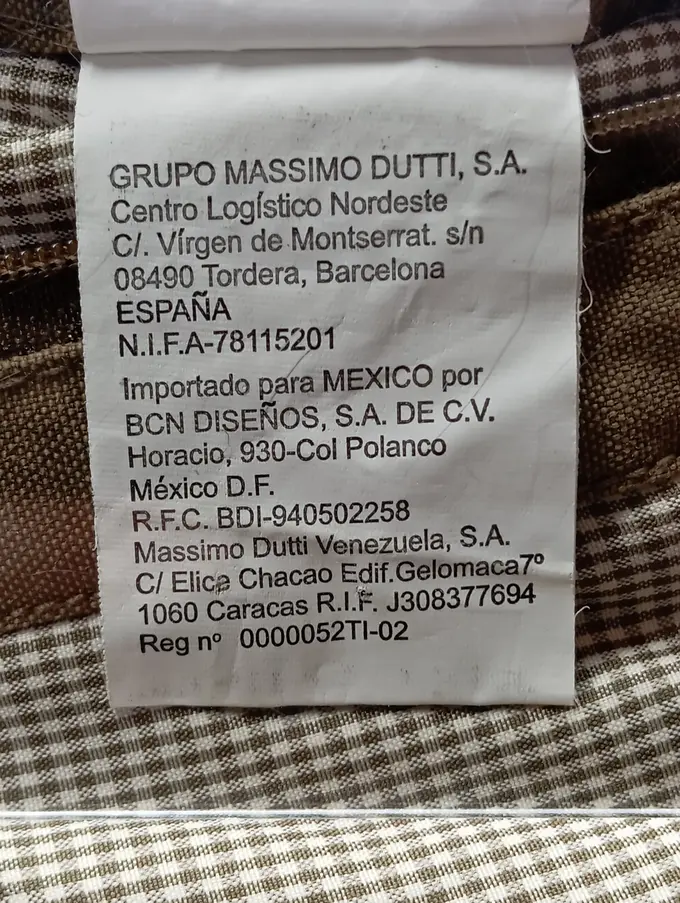 GRUPO MASSIMO DUTTI, S.A.
Centro Logístico Nordeste
C/. Vírgen de Montserrat. s/n
08490 Tordera, Barcelona
ESPAÑA
N.I.F.A-78115201
Importado para MEXICO por
BCN DISEÑOS, S.A. DE C.V.
Horacio, 930-Col Polanco
México D.F.
R.F.C. BDI-940502258
Massimo Dutti Venezuela, S.A.
C/ Elice Chacao Edif.Gelomaca7º
1060 Caracas R.I.F. J308377694
Reg nº 0000052TI-02